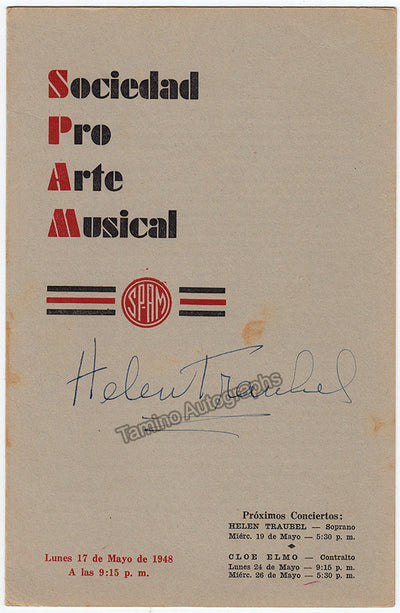 Sociedad
Pro
Arte
Musical
SPAM
Helen Traubel
Tamino Autographs
Próximos Conciertos:
HELEN TRAUBEL — Soprano
Miérc. 19 de Mayo — 5:30 p. m.
CLOE ELMO — Contralto
Lunes 24 de Mayo — 9:15 p. m.
Miérc. 26 de Mayo — 5:30 p. m.
Lunes 17 de Mayo de 1948
A las 9:15 p. m.